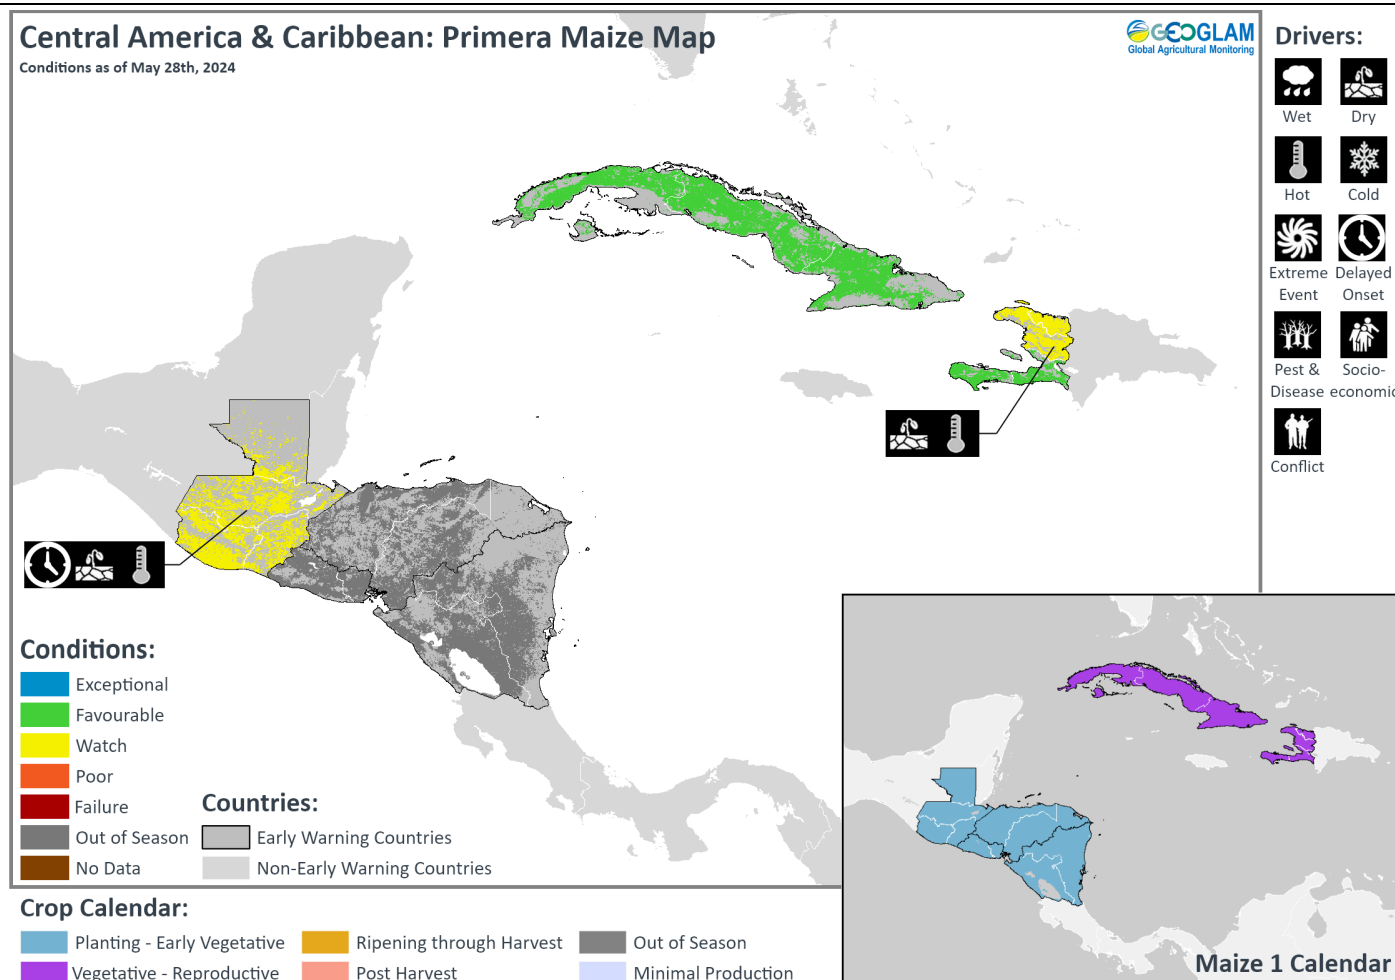 Central America & Caribbean: Primera Maize Map
Conditions as of May 28th, 2024
GEOGLAM
Global Agricultural Monitoring
Drivers:
Wet
Dry
Hot
Cold
Extreme
Event
Delayed
Onset
Pest &
Disease
Socio-
economic
Conflict
Conditions:
Exceptional
Favourable
Watch
Poor
Failure
Out of Season
No Data
Countries:
Early Warning Countries
Non-Early Warning Countries
Crop Calendar:
Planting - Early Vegetative
Ripening through Harvest
Out of Season
Vegetative - Reproductive
Post Harvest
Minimal Production
Maize 1 Calendar